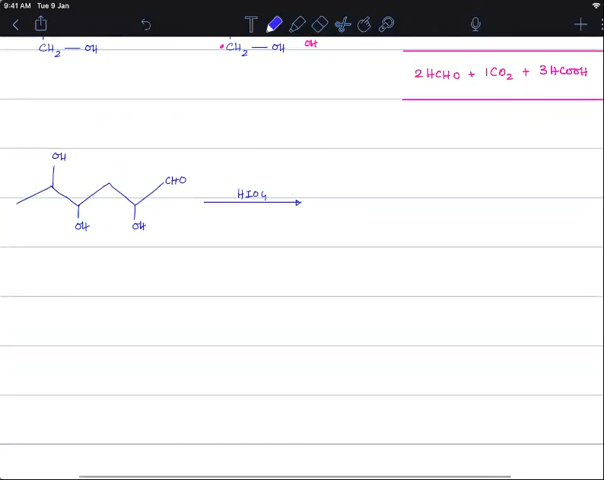 9:41 AM Tue 9 Jan
CH2 — OH
CH2 — OH
OH
2HCHO + 1CO2 + 3HCOOH
OH
CHO
HIO4
OH
OH